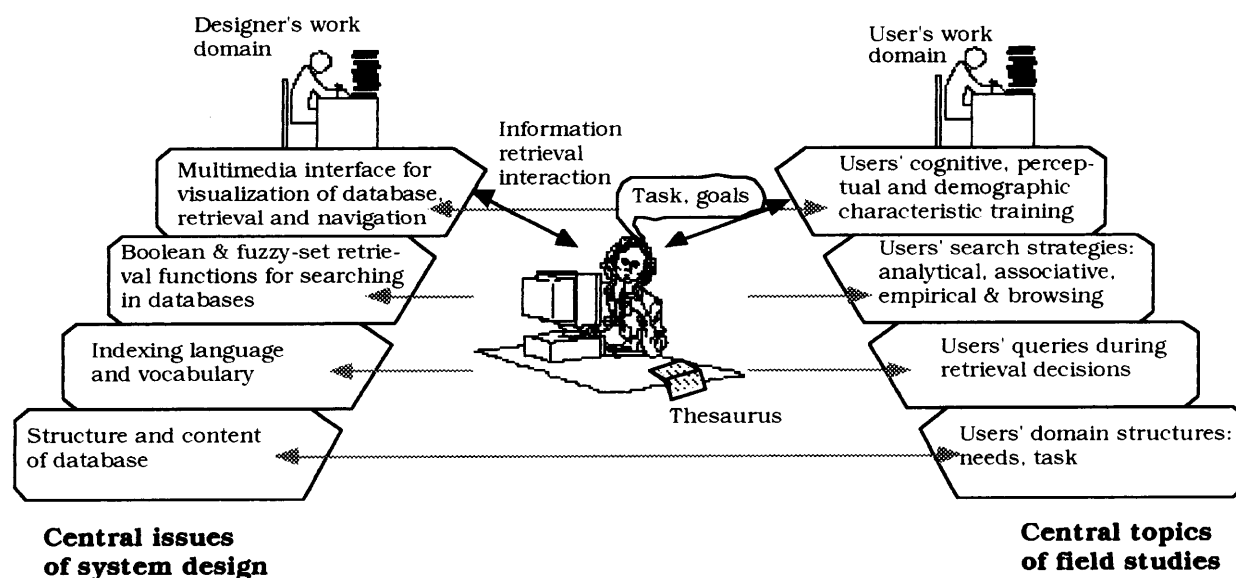 Designer's work
domain
User's work
domain
Information
retrieval
interaction
Task, goals
Multimedia interface for
visualization of database,
retrieval and navigation
Users' cognitive, percep-
tual and demographic
characteristic training
Boolean & fuzzy-set retrie-
val functions for searching
in databases
Users' search strategies:
analytical, associative,
empirical & browsing
Indexing language
and vocabulary
Users' queries during
retrieval decisions
Thesaurus
Structure and content
of database
Users' domain structures:
needs, task
Central issues
of system design
Central topics
of field studies